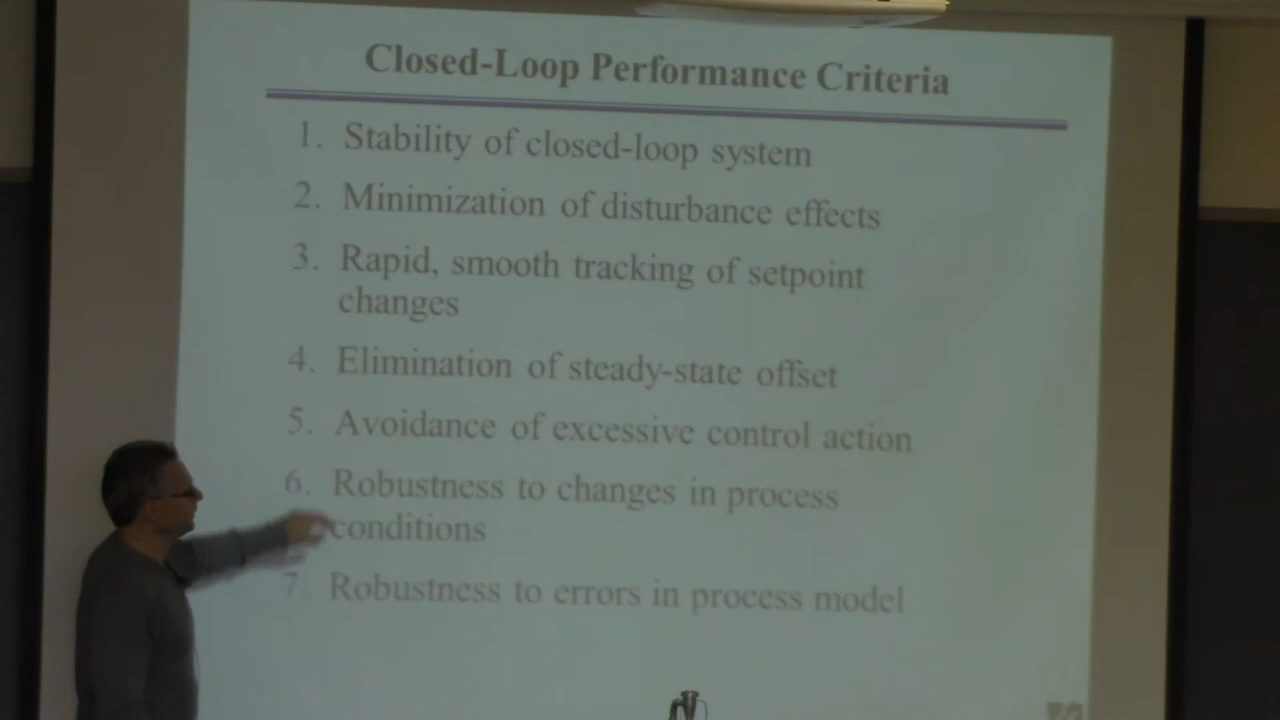 Closed-Loop Performance Criteria
1. Stability of closed-loop system
2. Minimization of disturbance effects
3. Rapid, smooth tracking of setpoint
changes
4. Elimination of steady-state offset
5. Avoidance of excessive control action
6. Robustness to changes in process
conditions
7. Robustness to errors in process model